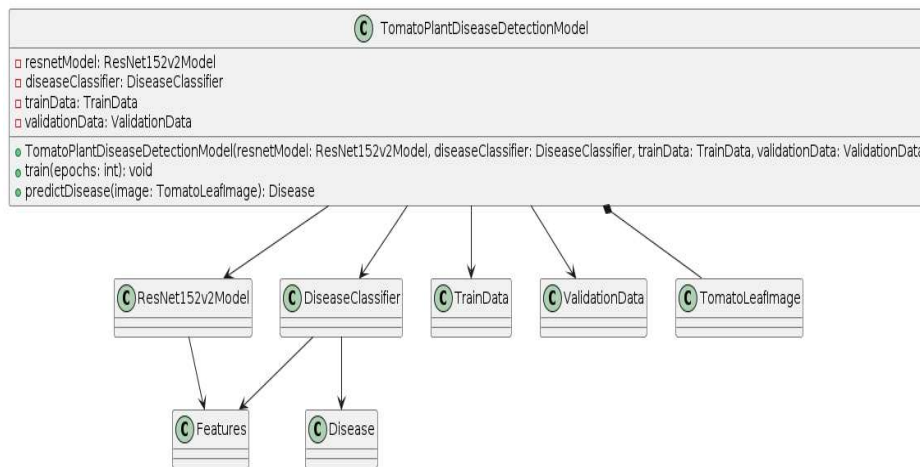 C TomatoPlantDiseaseDetectionModel
resnetModel: ResNet152v2Model
diseaseClassifier: DiseaseClassifier
trainData: TrainData
validationData: ValidationData
TomatoPlantDiseaseDetectionModel(resnetModel: ResNet152v2Model, diseaseClassifier: DiseaseClassifier, trainData: TrainData, validationData: ValidationData
train(epochs: int): void
predictDisease(image: TomatoLeafImage): Disease
C ResNet152v2Model
C DiseaseClassifier
C TrainData
C ValidationData
C TomatoLeafImage
C Features
C Disease